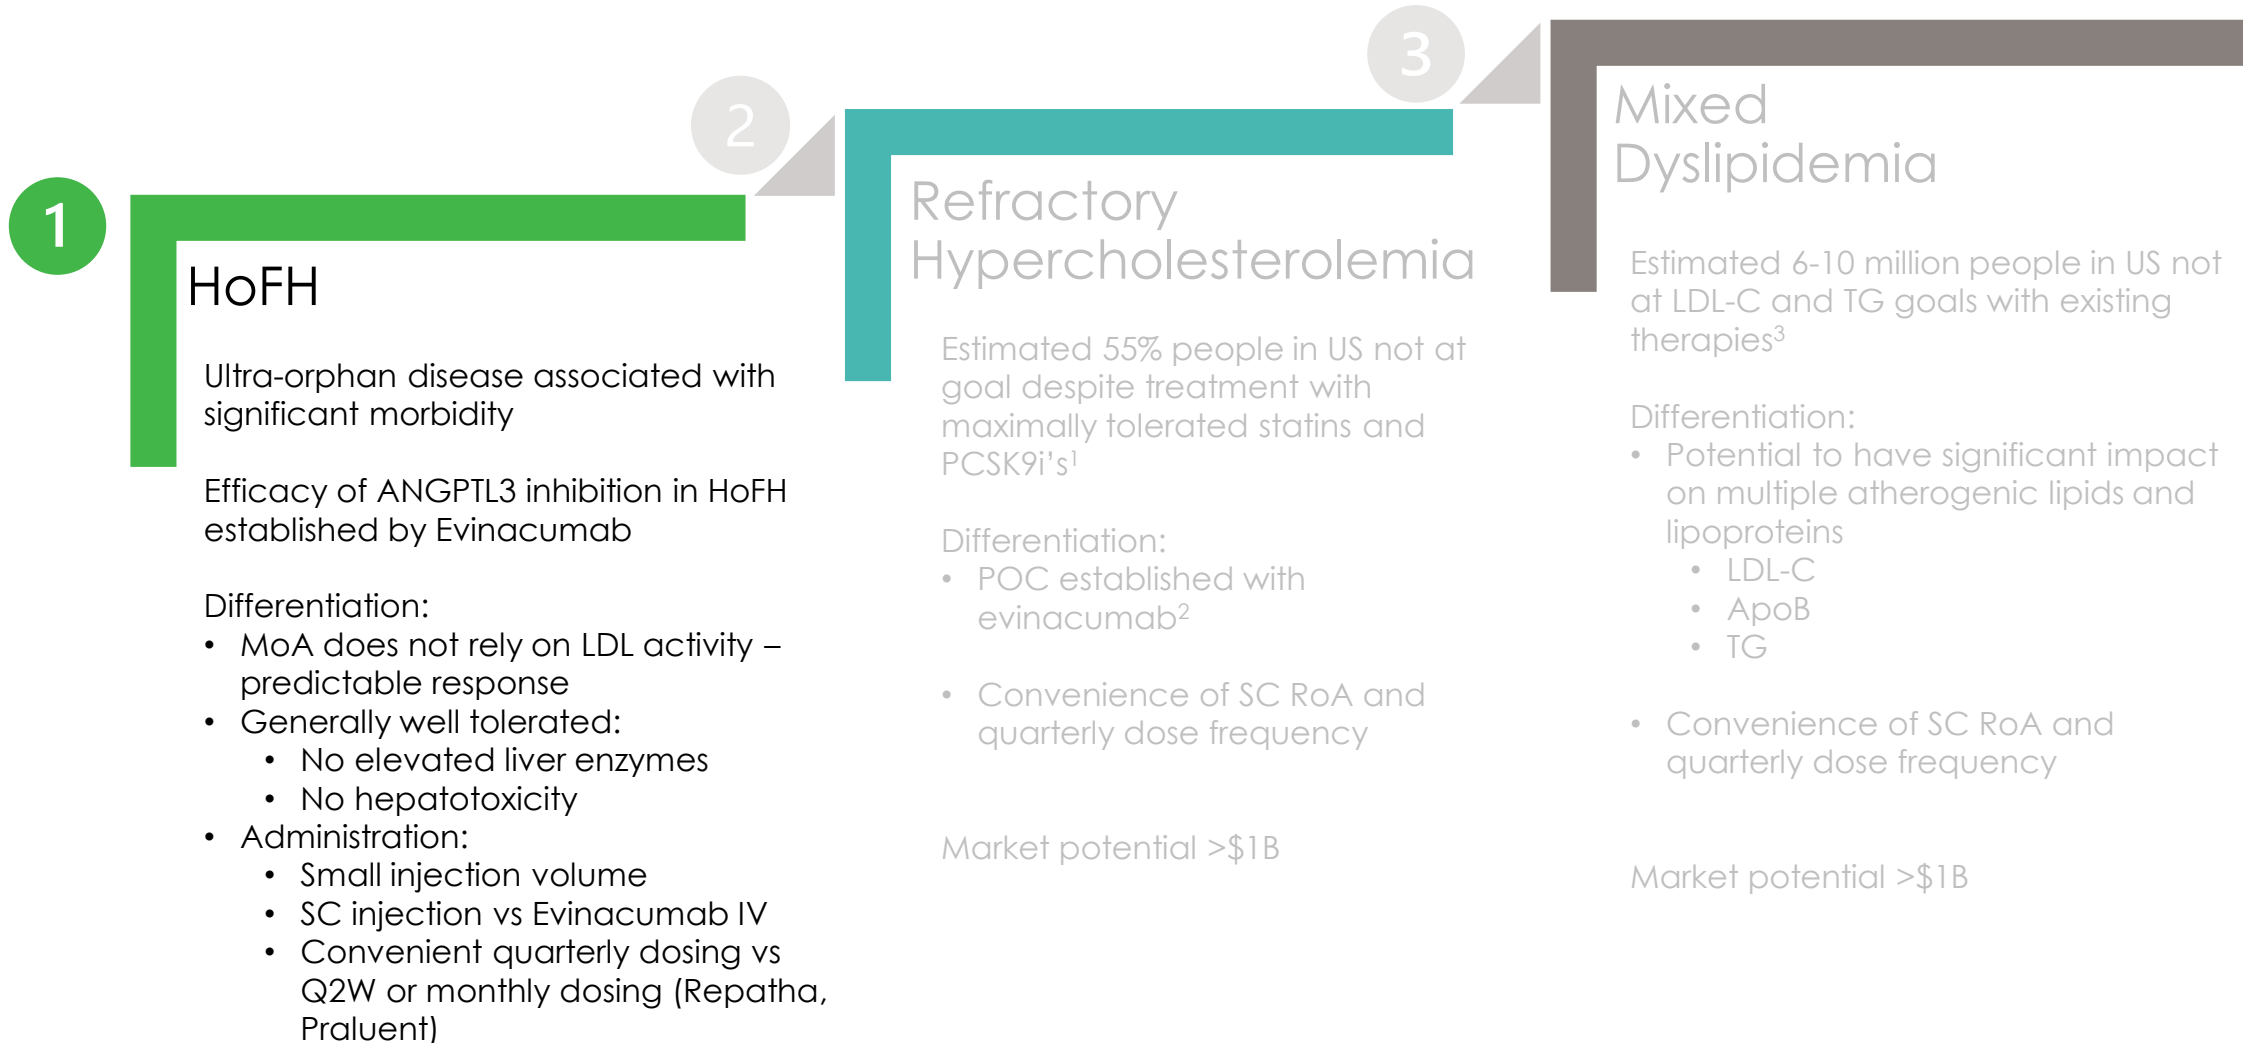 1
HoFH
Ultra-orphan disease associated with
significant morbidity
Efficacy of ANGPTL3 inhibition in HoFH
established by Evinacumab
Differentiation:
• MoA does not rely on LDL activity –
predictable response
• Generally well tolerated:
• No elevated liver enzymes
• No hepatotoxicity
• Administration:
• Small injection volume
• SC injection vs Evinacumab IV
• Convenient quarterly dosing vs
Q2W or monthly dosing (Repatha,
Praluent)
2
Refractory
Hypercholesterolemia
Estimated 55% people in US not at
goal despite treatment with
maximally tolerated statins and
PCSK9i’s¹
Differentiation:
• POC established with
evinacumab²
• Convenience of SC RoA and
quarterly dose frequency
Market potential >$1B
3
Mixed
Dyslipidemia
Estimated 6-10 million people in US not
at LDL-C and TG goals with existing
therapies³
Differentiation:
• Potential to have significant impact
on multiple atherogenic lipids and
lipoproteins
• LDL-C
• ApoB
• TG
• Convenience of SC RoA and
quarterly dose frequency
Market potential >$1B